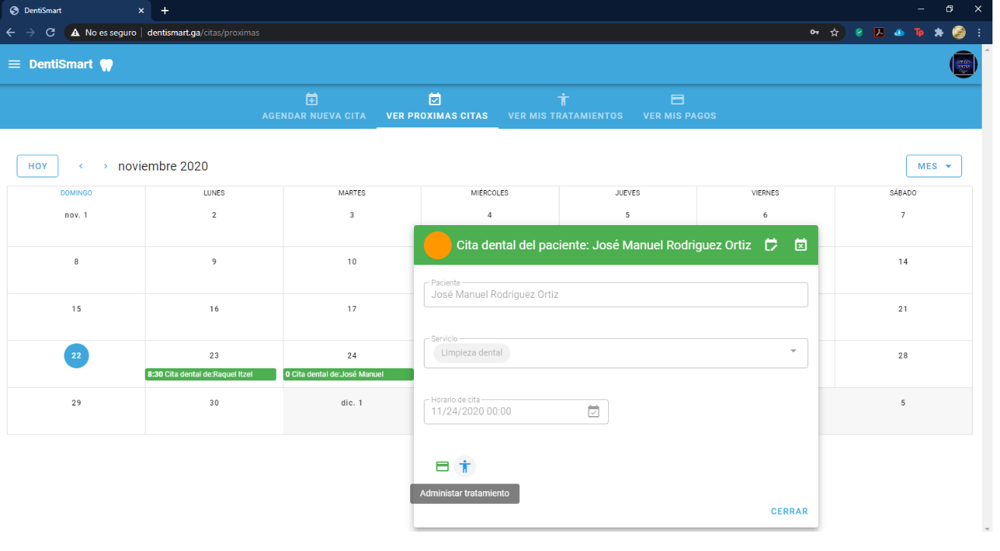 DentiSmart
No es seguro | dentismart.ga/citas/proximas
DentiSmart
AGENDAR NUEVA CITA VER PROXIMAS CITAS VER MIS TRATAMIENTOS VER MIS PAGOS
HOY noviembre 2020 MES
DOMINGO LUNES MARTES MIÉRCOLES JUEVES VIERNES SÁBADO
nov. 1 2 3 4 5 6 7
Cita dental del paciente: José Manuel Rodriguez Ortiz
8 9 10 14
Paciente
José Manuel Rodriguez Ortiz
15 16 17 21
Servicio
Limpieza dental
22 23 24 28
8:30 Cita dental de:Raquel Itzel 0 Cita dental de:José Manuel
29 30 dic. 1 5
Horario de cita
11/24/2020 00:00
Administar tratamiento
CERRAR